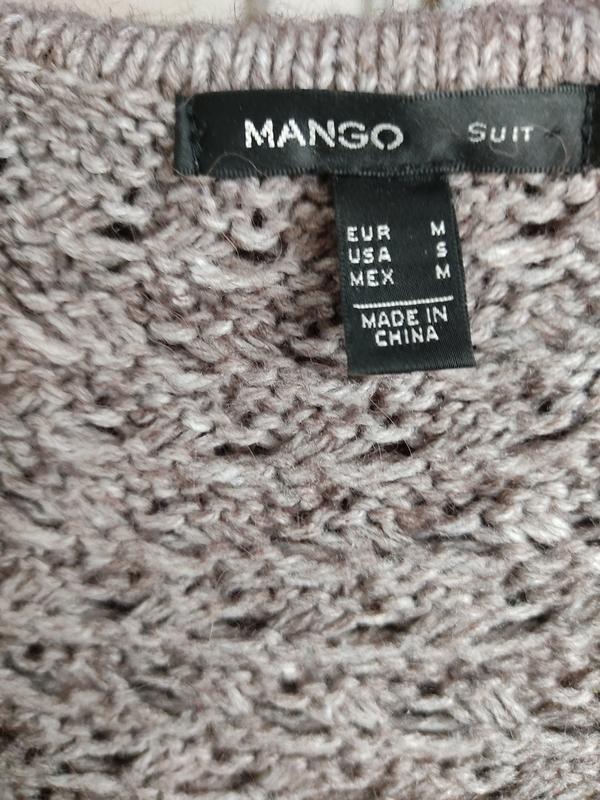 MANGO SUIT
EUR M
USA S
MEX M
MADE IN
CHINA